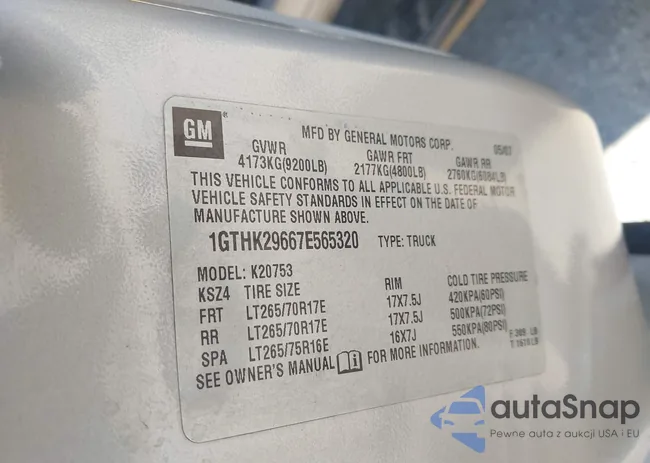 GM
MFD BY GENERAL MOTORS CORP. 05/07
GVWR GAWR FRT GAWR RR
4173KG(9200LB) 2177KG(4800LB) 2760KG(6084LB)
THIS VEHICLE CONFORMS TO ALL APPLICABLE U.S. FEDERAL MOTOR
VEHICLE SAFETY STANDARDS IN EFFECT ON THE DATE OF
MANUFACTURE SHOWN ABOVE.
1GTHK29667E565320 TYPE: TRUCK
MODEL: K20753
KSZ4 TIRE SIZE RIM COLD TIRE PRESSURE
FRT LT265/70R17E 17X7.5J 420KPA(60PSI)
RR LT265/70R17E 17X7.5J 500KPA(72PSI)
SPA LT265/75R16E 16X7J 550KPA(80PSI)
SEE OWNER'S MANUAL FOR MORE INFORMATION.
autaSnap
Pewne auta z aukcji USA i EU